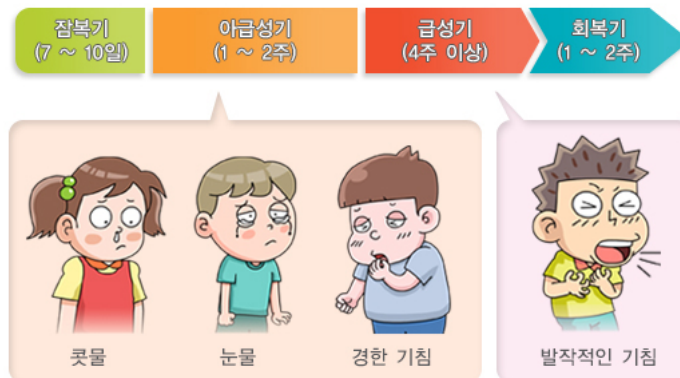 잠복기
(7 ~ 10일)
아급성기
(1 ~ 2주)
급성기
(4주 이상)
회복기
(1 ~ 2주)
콧물
눈물
경한 기침
발작적인 기침